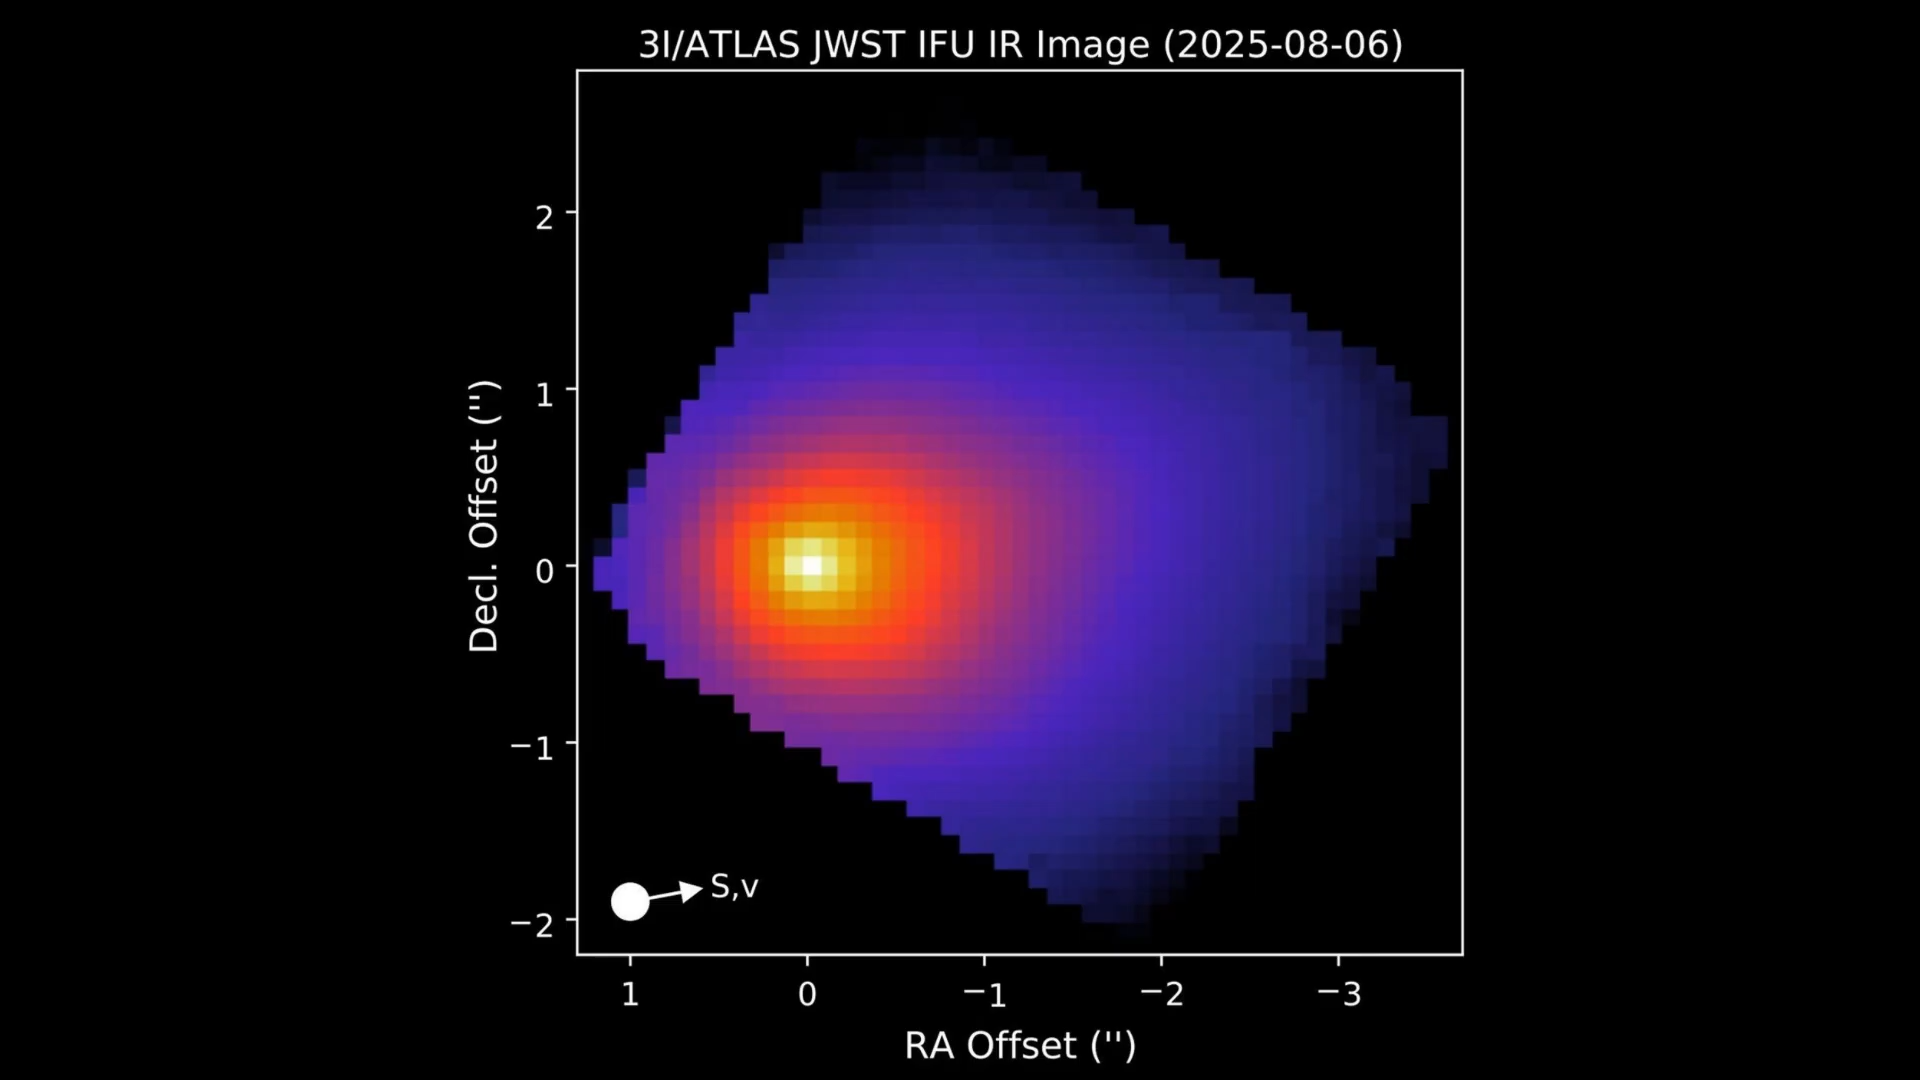 3I/ATLAS JWST IFU IR Image (2025-08-06)
2
1
0
−1
−2
Decl. Offset ('')
S,v
1
0
−1
−2
−3
RA Offset ('')